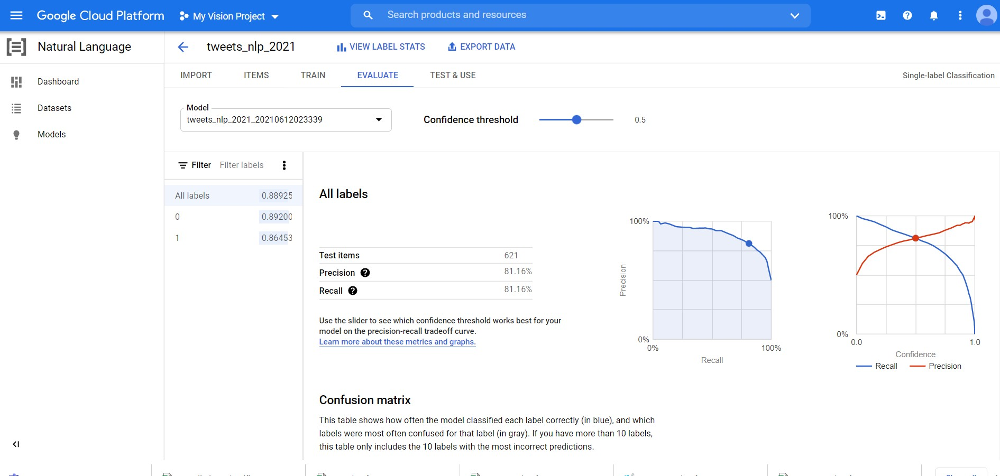 Google Cloud Platform
My Vision Project
Search products and resources
Natural Language
tweets_nlp_2021
VIEW LABEL STATS
EXPORT DATA
Dashboard
Datasets
Models
IMPORT
ITEMS
TRAIN
EVALUATE
TEST & USE
Single-label Classification
Model
tweets_nlp_2021_20210612023339
Confidence threshold
0.5
Filter
Filter labels
All labels
0.88925
0
0.89200
1
0.86453
All labels
Test items
621
Precision
81.16%
Recall
81.16%
Use the slider to see which confidence threshold works best for your
model on the precision-recall tradeoff curve.
Learn more about these metrics and graphs.
100%
Precision
0%
0%
100%
Recall
100%
0%
0.0
1.0
Confidence
Recall
Precision
Confusion matrix
This table shows how often the model classified each label correctly (in blue), and which
labels were most often confused for that label (in gray). If you have more than 10 labels,
this table only includes the 10 labels with the most incorrect predictions.